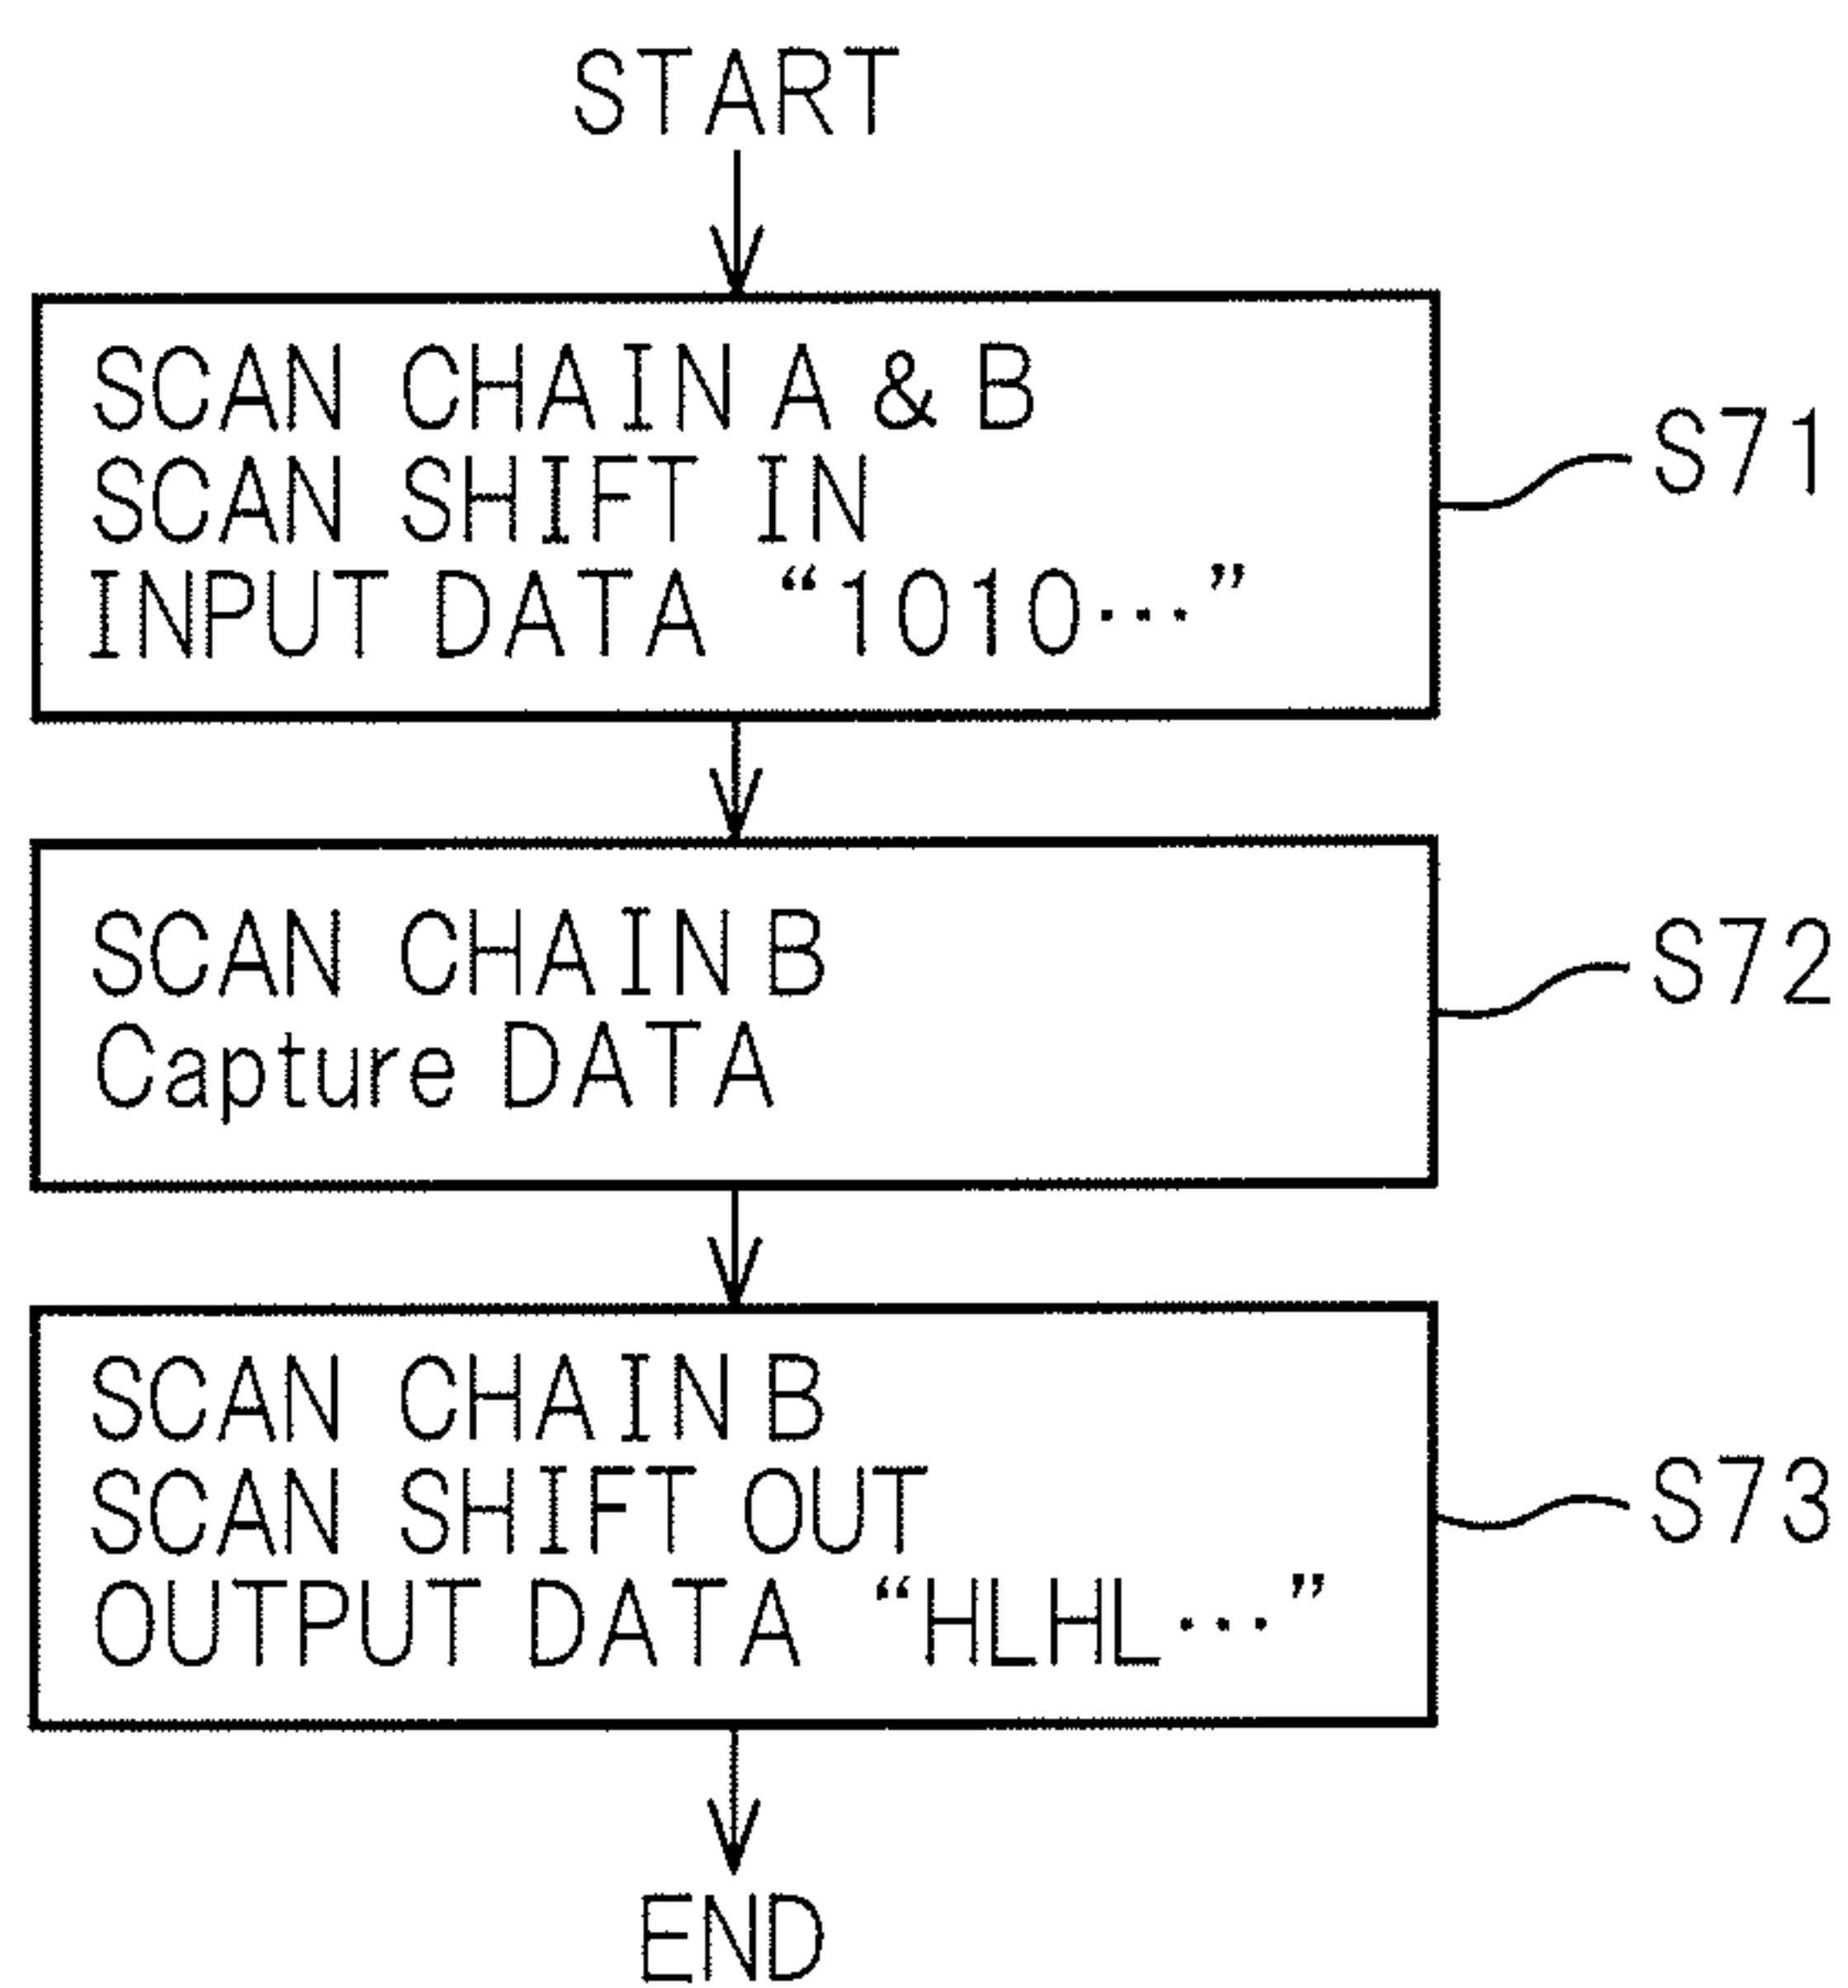 START
SCAN CHAIN A & B
SCAN SHIFT IN
INPUT DATA “1010···”
S71
SCAN CHAIN B
Capture DATA
S72
SCAN CHAIN B
SCAN SHIFT OUT
OUTPUT DATA “HLHL···”
S73
END